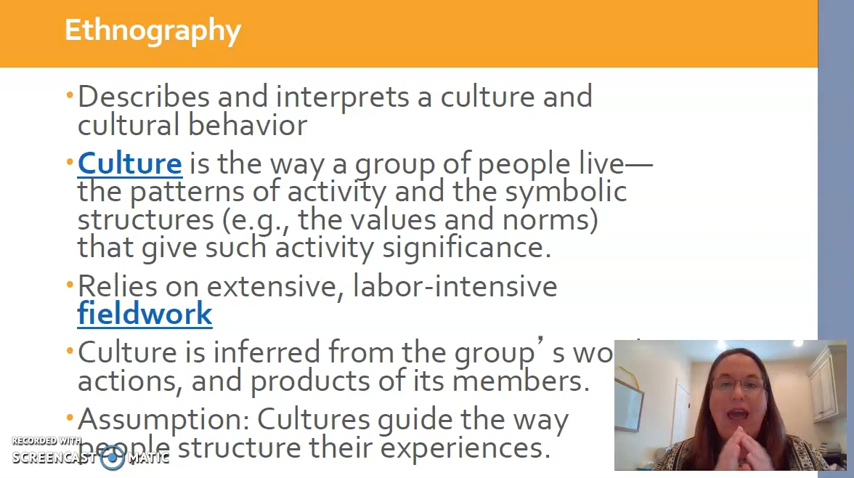 Ethnography
•Describes and interprets a culture and
cultural behavior
•Culture is the way a group of people live—
the patterns of activity and the symbolic
structures (e.g., the values and norms)
that give such activity significance.
•Relies on extensive, labor-intensive
fieldwork
•Culture is inferred from the group’s
actions, and products of its members.
•Assumption: Cultures guide the way
people structure their experiences.
RECORDED WITH
SCREENCAST MATIC